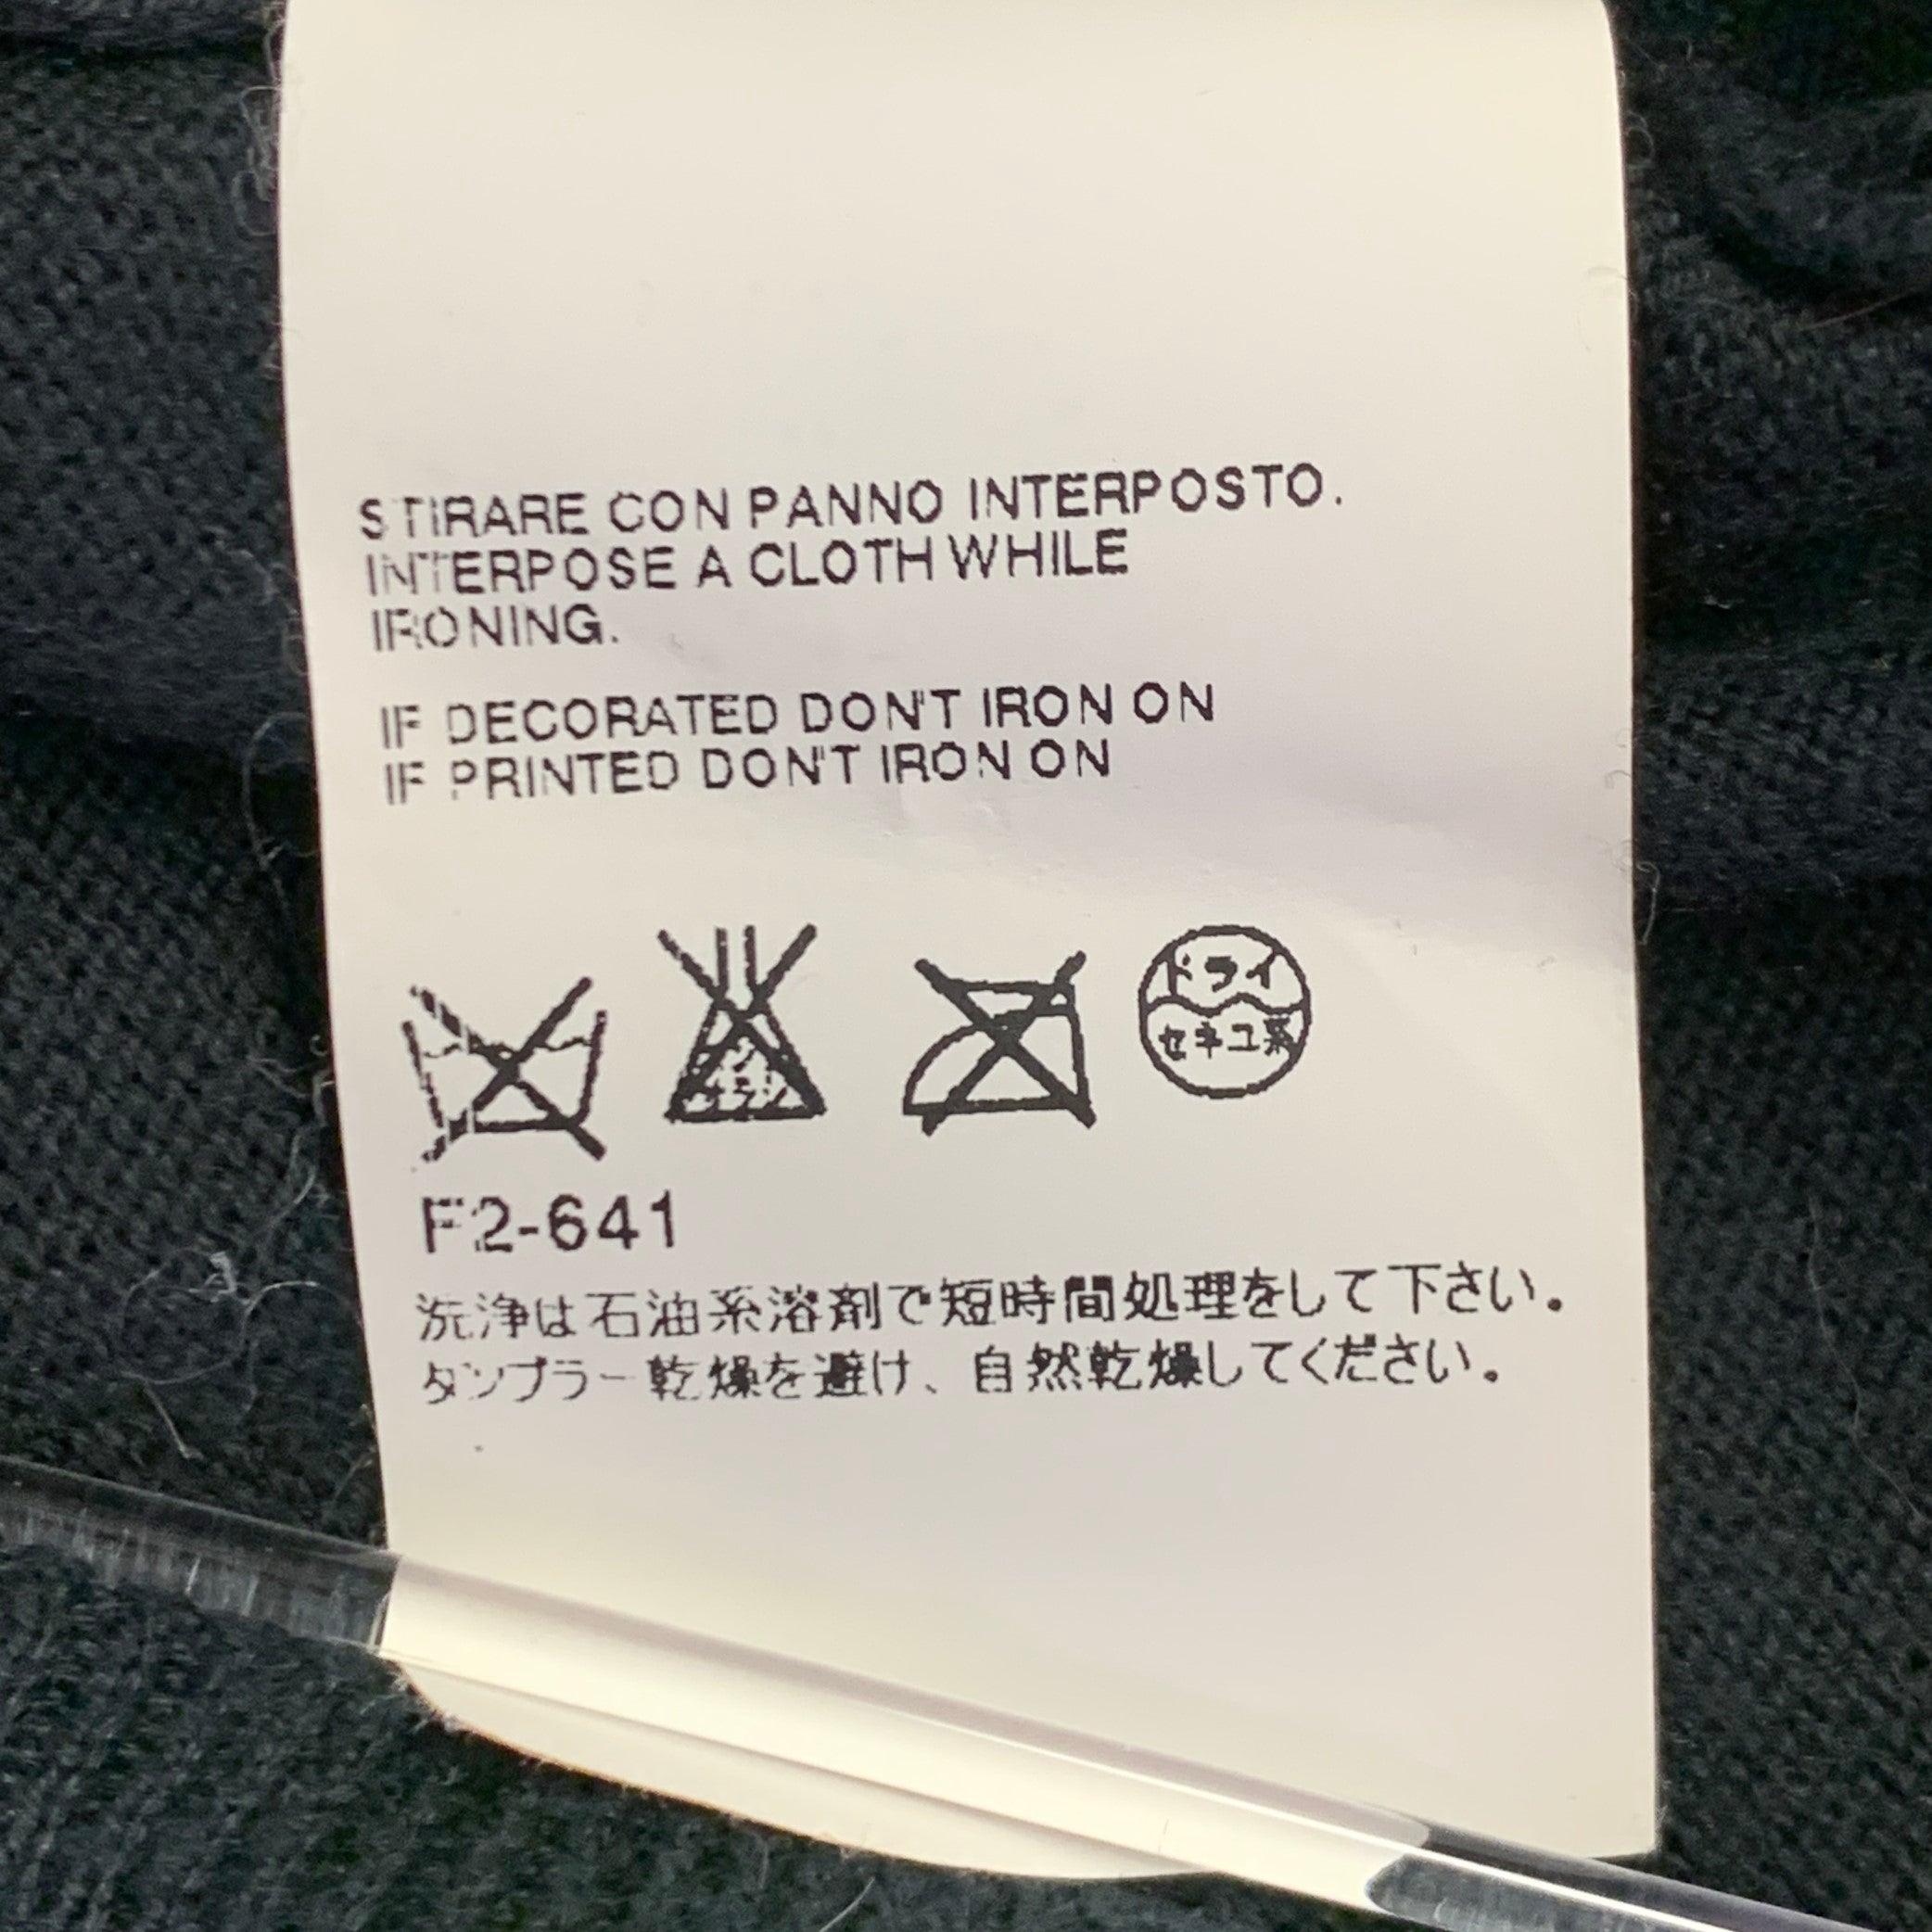 STIRARE CON PANNO INTERPOSTO.
INTERPOSE A CLOTH WHILE
IRONING.
IF DECORATED DON'T IRON ON
IF PRINTED DON'T IRON ON
ドライ
セキユ系
F2-641
洗浄は石油系溶剤で短時間処理をして下さい。
タンブラー乾燥を避け、自然乾燥してください。